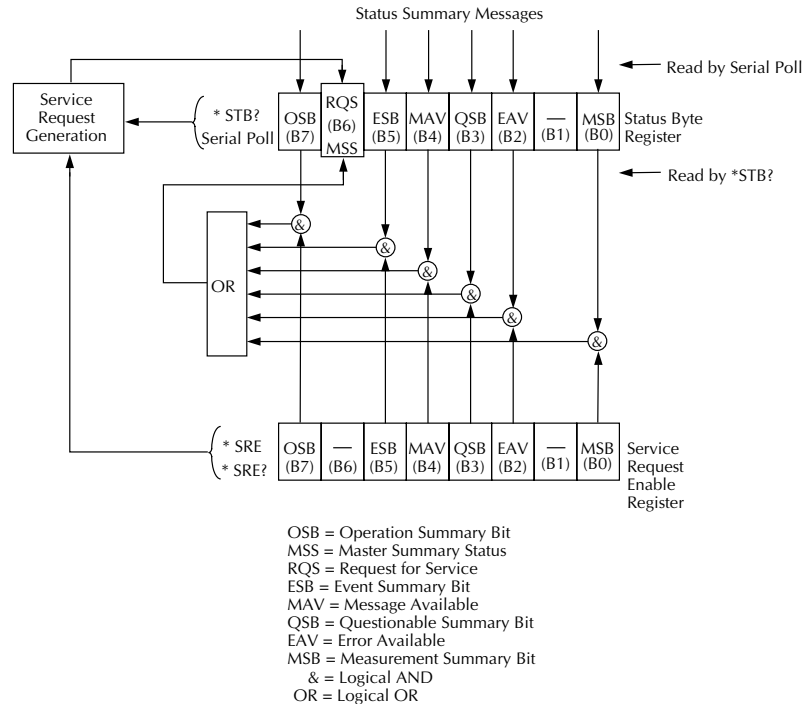 Status Summary Messages
Read by Serial Poll
Service
Request
Generation
* STB?
Serial Poll
OSB
(B7)
RQS
(B6)
MSS
ESB
(B5)
MAV
(B4)
QSB
(B3)
EAV
(B2)
—
(B1)
MSB
(B0)
Status Byte
Register
Read by *STB?
OR
&
&
&
&
&
&
* SRE
* SRE?
OSB
(B7)
—
(B6)
ESB
(B5)
MAV
(B4)
QSB
(B3)
EAV
(B2)
—
(B1)
MSB
(B0)
Service
Request
Enable
Register
OSB = Operation Summary Bit
MSS = Master Summary Status
RQS = Request for Service
ESB = Event Summary Bit
MAV = Message Available
QSB = Questionable Summary Bit
EAV = Error Available
MSB = Measurement Summary Bit
& = Logical AND
OR = Logical OR